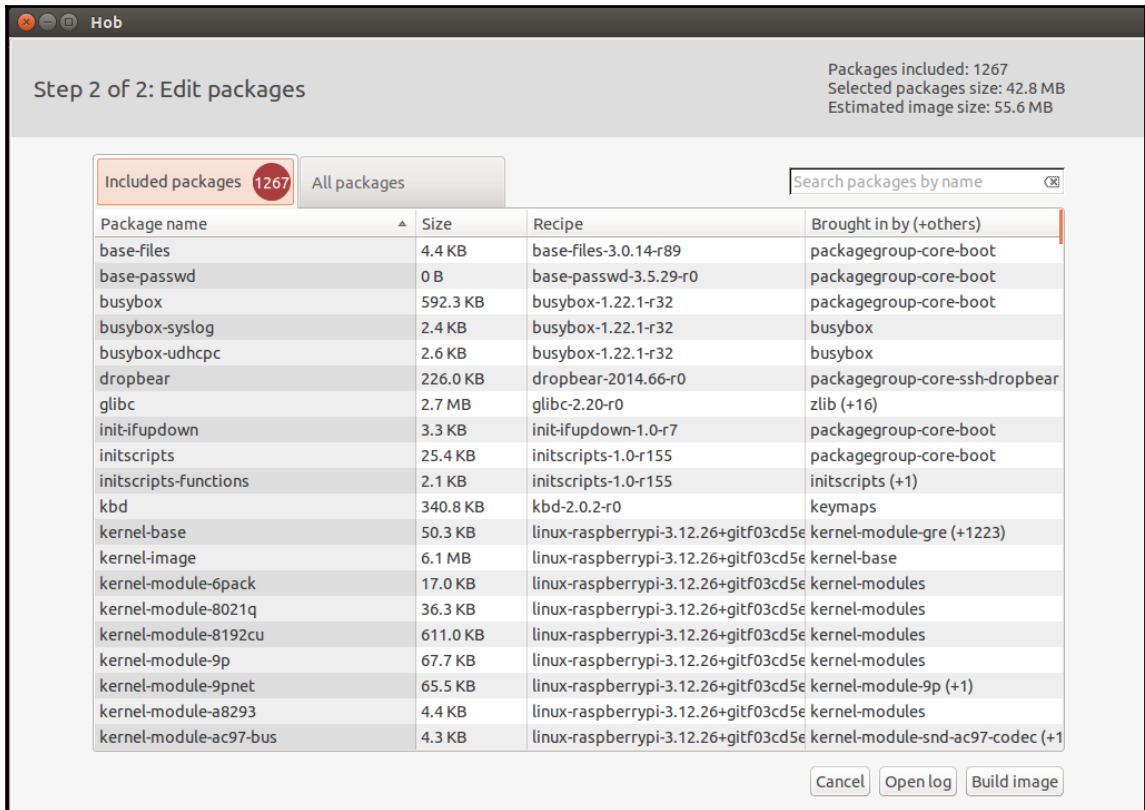 Hob
Step 2 of 2: Edit packages
Packages included: 1267
Selected packages size: 42.8 MB
Estimated image size: 55.6 MB
Included packages 1267 All packages
Search packages by name
Package name Size Recipe Brought in by (+others)
base-files 4.4 KB base-files-3.0.14-r89 packagegroup-core-boot
base-passwd 0 B base-passwd-3.5.29-r0 packagegroup-core-boot
busybox 592.3 KB busybox-1.22.1-r32 packagegroup-core-boot
busybox-syslog 2.4 KB busybox-1.22.1-r32 busybox
busybox-udhcpc 2.6 KB busybox-1.22.1-r32 busybox
dropbear 226.0 KB dropbear-2014.66-r0 packagegroup-core-ssh-dropbear
glibc 2.7 MB glibc-2.20-r0 zlib (+16)
init-ifupdown 3.3 KB init-ifupdown-1.0-r7 packagegroup-core-boot
initscripts 25.4 KB initscripts-1.0-r155 packagegroup-core-boot
initscripts-functions 2.1 KB initscripts-1.0-r155 initscripts (+1)
kbd 340.8 KB kbd-2.0.2-r0 keymaps
kernel-base 50.3 KB linux-raspberrypi-3.12.26+gitf03cd5e kernel-module-gre (+1223)
kernel-image 6.1 MB linux-raspberrypi-3.12.26+gitf03cd5e kernel-base
kernel-module-6pack 17.0 KB linux-raspberrypi-3.12.26+gitf03cd5e kernel-modules
kernel-module-8021q 36.3 KB linux-raspberrypi-3.12.26+gitf03cd5e kernel-modules
kernel-module-8192cu 611.0 KB linux-raspberrypi-3.12.26+gitf03cd5e kernel-modules
kernel-module-9p 67.7 KB linux-raspberrypi-3.12.26+gitf03cd5e kernel-modules
kernel-module-9pnet 65.5 KB linux-raspberrypi-3.12.26+gitf03cd5e kernel-module-9p (+1)
kernel-module-a8293 4.4 KB linux-raspberrypi-3.12.26+gitf03cd5e kernel-modules
kernel-module-ac97-bus 4.3 KB linux-raspberrypi-3.12.26+gitf03cd5e kernel-module-snd-ac97-codec (+1
Cancel Open log Build image